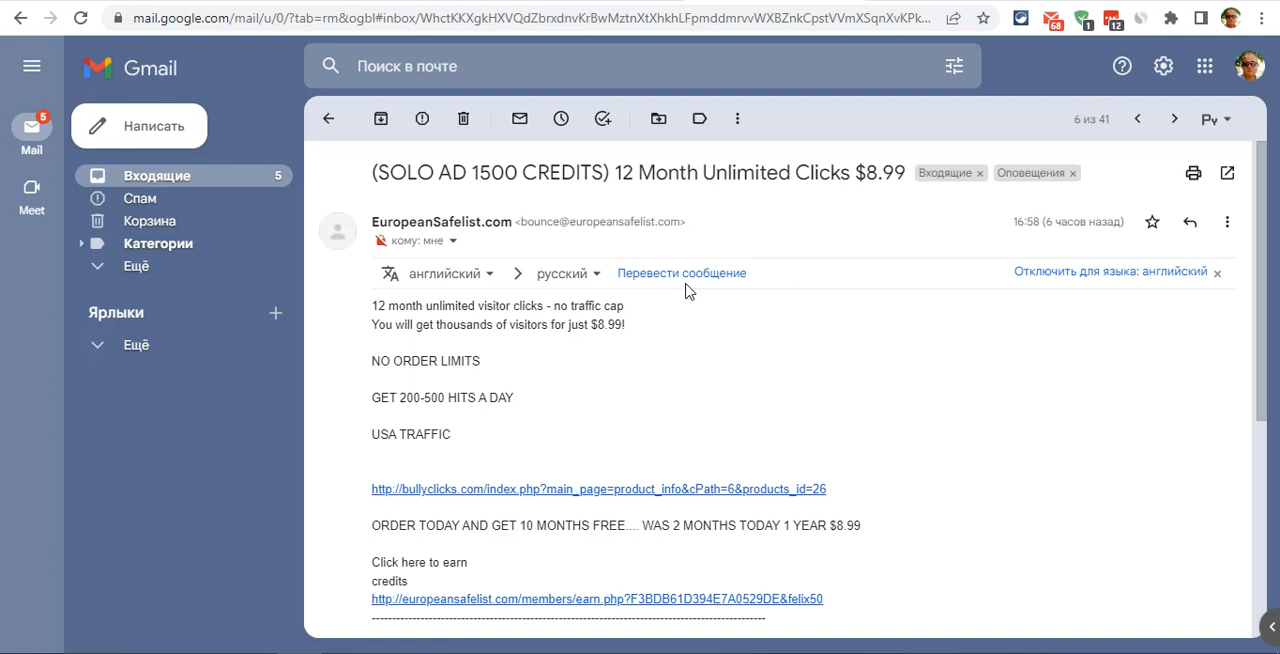 mail.google.com/mail/u/0/?tab=rm&ogbl#inbox/WhctKKXgkHXVQdZbrxdnvKrBwMztnXtXhkhLFpmddmrvvWXBZnkCpstVVmXSqnXvKPk...
68
1
12
Gmail
Поиск в почте
5
Mail
Meet
Написать
6 из 41
Ру
Входящие 5
Спам
Корзина
Категории
Ещё
Ярлыки
Ещё
(SOLO AD 1500 CREDITS) 12 Month Unlimited Clicks $8.99 Входящие × Оповещения ×
EuropeanSafelist.com <bounce@europeansafelist.com> 16:58 (6 часов назад)
кому: мне
английский > русский Перевести сообщение Отключить для языка: английский ×
12 month unlimited visitor clicks - no traffic cap
You will get thousands of visitors for just $8.99!
NO ORDER LIMITS
GET 200-500 HITS A DAY
USA TRAFFIC
http://bullyclicks.com/index.php?main_page=product_info&cPath=6&products_id=26
ORDER TODAY AND GET 10 MONTHS FREE.... WAS 2 MONTHS TODAY 1 YEAR $8.99
Click here to earn
credits
http://europeansafelist.com/members/earn.php?F3BDB61D394E7A0529DE&felix50
--------------------------------------------------------------------------------------------------